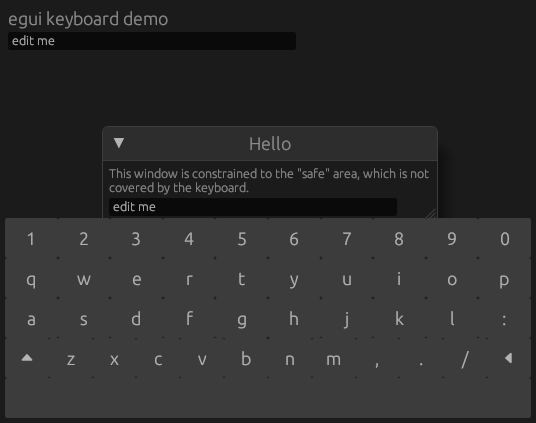 egui keyboard demo
edit me
Hello
This window is constrained to the "safe" area, which is not
covered by the keyboard.
edit me
1 2 3 4 5 6 7 8 9 0
q w e r t y u i o p
a s d f g h j k l :
z x c v b n m , . /